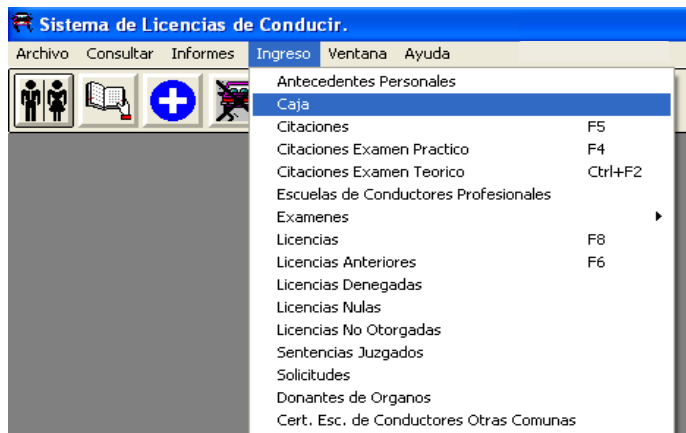 Sistema de Licencias de Conducir.
Archivo Consultar Informes Ingreso Ventana Ayuda
Antecedentes Personales
Caja
Citaciones F5
Citaciones Examen Practico F4
Citaciones Examen Teorico Ctrl+F2
Escuelas de Conductores Profesionales
Examenes
Licencias F8
Licencias Anteriores F6
Licencias Denegadas
Licencias Nulas
Licencias No Otorgadas
Sentencias Juzgados
Solicitudes
Donantes de Organos
Cert. Esc. de Conductores Otras Comunas